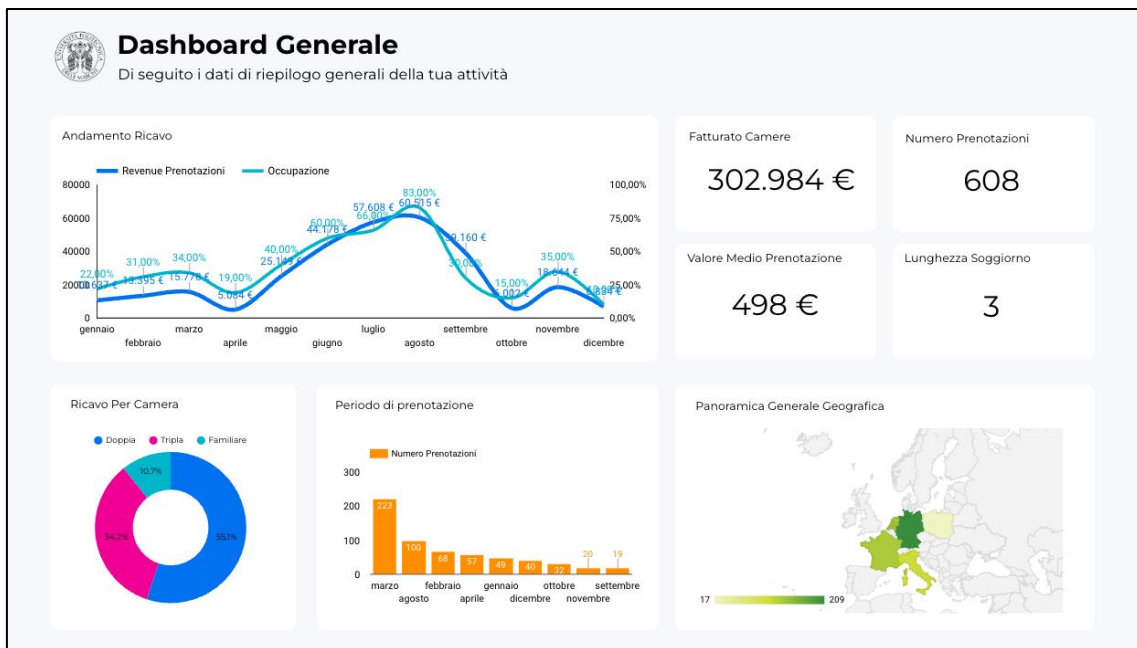 Dashboard Generale
Di seguito i dati di riepilogo generali della tua attività
Andamento Ricavo
Revenue Prenotazioni
Occupazione
80000
60000
40000
20000
0
100,00%
75,00%
50,00%
25,00%
0,00%
22,00%
31,00%
34,00%
19,00%
40,00%
60,00%
66,00%
83,00%
30,00%
15,00%
35,00%
13.395 €
15.778 €
25.149 €
44.178 €
57.608 €
60.515 €
18.644 €
gennaio
febbraio
marzo
aprile
maggio
giugno
luglio
agosto
settembre
ottobre
novembre
dicembre
Fatturato Camere
302.984 €
Numero Prenotazioni
608
Valore Medio Prenotazione
498 €
Lunghezza Soggiorno
3
Ricavo Per Camera
Doppia
Tripla
Familiare
10,7%
34,2%
55,1%
Periodo di prenotazione
Numero Prenotazioni
300
200
100
0
223
100
68
57
49
40
32
20
19
marzo
agosto
febbraio
aprile
gennaio
dicembre
ottobre
novembre
settembre
Panoramica Generale Geografica
17
209